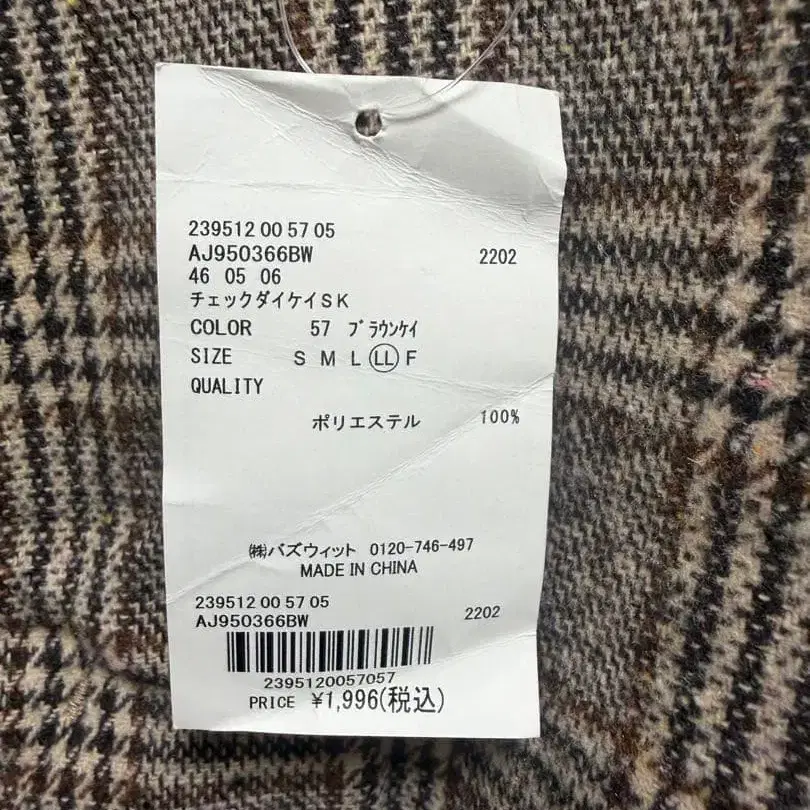 239512 00 57 05
AJ950366BW 2202
46 05 06
チェックダイケイSK
COLOR 57 ブラウンケイ
SIZE S M L LL F
QUALITY
ポリエステル 100%
㈱バズウィット 0120-746-497
MADE IN CHINA
239512 00 57 05
AJ950366BW 2202
2395120057057
PRICE ¥1,996(税込)